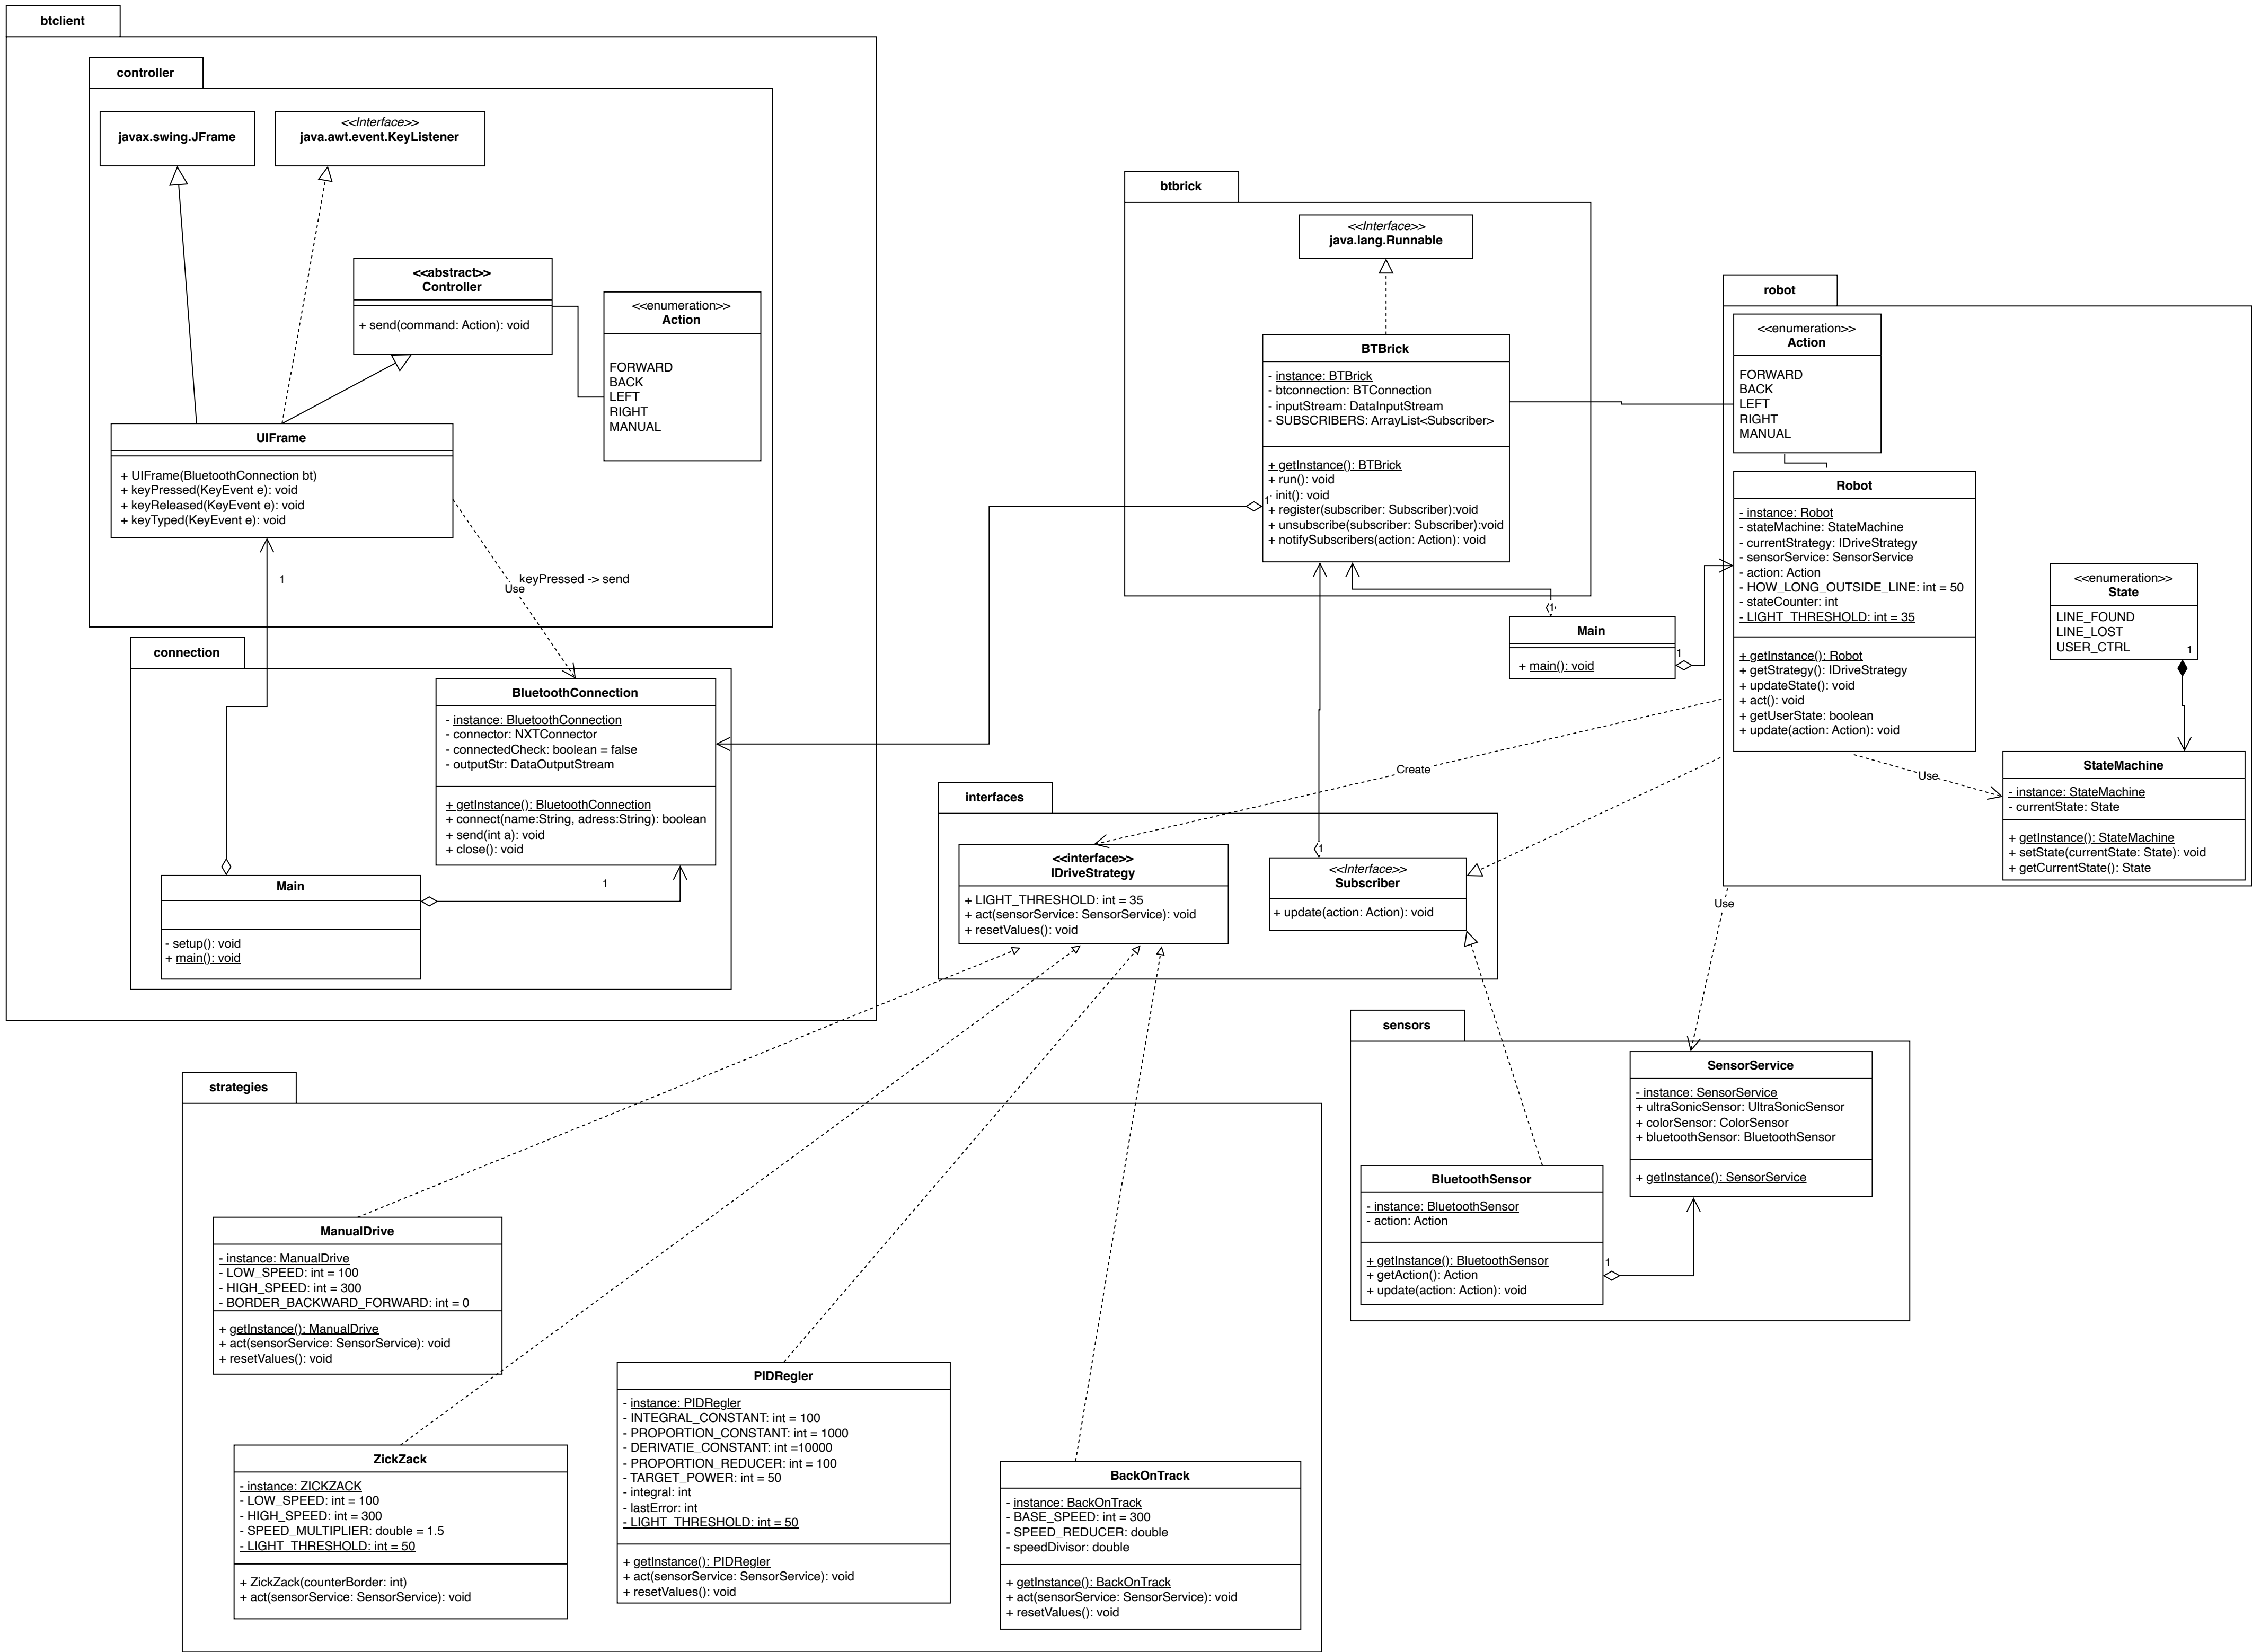 btclient
controller
javax.swing.JFrame
<<Interface>>
java.awt.event.KeyListener
<<abstract>>
Controller
+ send(command: Action): void
<<enumeration>>
Action
FORWARD
BACK
LEFT
RIGHT
MANUAL
UIFrame
+ UIFrame(BluetoothConnection bt)
+ keyPressed(KeyEvent e): void
+ keyReleased(KeyEvent e): void
+ keyTyped(KeyEvent e): void
1
keyPressed -> send
Use
connection
BluetoothConnection
- instance: BluetoothConnection
- connector: NXTConnector
- connectedCheck: boolean = false
- outputStr: DataOutputStream
+ getInstance(): BluetoothConnection
+ connect(name:String, adress:String): boolean
+ send(int a): void
+ close(): void
Main
- setup(): void
+ main(): void
1
btbrick
<<Interface>>
java.lang.Runnable
BTBrick
- instance: BTBrick
- btconnection: BTConnection
- inputStream: DataInputStream
- SUBSCRIBERS: ArrayList<Subscriber>
+ getInstance(): BTBrick
+ run(): void
- init(): void
+ register(subscriber: Subscriber):void
+ unsubscribe(subscriber: Subscriber):void
+ notifySubscribers(action: Action): void
1
1
Main
+ main(): void
1
robot
<<enumeration>>
Action
FORWARD
BACK
LEFT
RIGHT
MANUAL
Robot
- instance: Robot
- stateMachine: StateMachine
- currentStrategy: IDriveStrategy
- sensorService: SensorService
- action: Action
- HOW_LONG_OUTSIDE_LINE: int = 50
- stateCounter: int
- LIGHT_THRESHOLD: int = 35
+ getInstance(): Robot
+ getStrategy(): IDriveStrategy
+ updateState(): void
+ act(): void
+ getUserState: boolean
+ update(action: Action): void
<<enumeration>>
State
LINE_FOUND
LINE_LOST
USER_CTRL
1
Use
StateMachine
- instance: StateMachine
- currentState: State
+ getInstance(): StateMachine
+ setState(currentState: State): void
+ getCurrentState(): State
Create
Use
interfaces
<<interface>>
IDriveStrategy
+ LIGHT_THRESHOLD: int = 35
+ act(sensorService: SensorService): void
+ resetValues(): void
1
<<Interface>>
Subscriber
+ update(action: Action): void
sensors
SensorService
- instance: SensorService
+ ultraSonicSensor: UltraSonicSensor
+ colorSensor: ColorSensor
+ bluetoothSensor: BluetoothSensor
+ getInstance(): SensorService
BluetoothSensor
- instance: BluetoothSensor
- action: Action
+ getInstance(): BluetoothSensor
+ getAction(): Action
+ update(action: Action): void
1
strategies
ManualDrive
- instance: ManualDrive
- LOW_SPEED: int = 100
- HIGH_SPEED: int = 300
- BORDER_BACKWARD_FORWARD: int = 0
+ getInstance(): ManualDrive
+ act(sensorService: SensorService): void
+ resetValues(): void
ZickZack
- instance: ZICKZACK
- LOW_SPEED: int = 100
- HIGH_SPEED: int = 300
- SPEED_MULTIPLIER: double = 1.5
- LIGHT_THRESHOLD: int = 50
+ ZickZack(counterBorder: int)
+ act(sensorService: SensorService): void
PIDRegler
- instance: PIDRegler
- INTEGRAL_CONSTANT: int = 100
- PROPORTION_CONSTANT: int = 1000
- DERIVATIE_CONSTANT: int =10000
- PROPORTION_REDUCER: int = 100
- TARGET_POWER: int = 50
- integral: int
- lastError: int
- LIGHT_THRESHOLD: int = 50
+ getInstance(): PIDRegler
+ act(sensorService: SensorService): void
+ resetValues(): void
BackOnTrack
- instance: BackOnTrack
- BASE_SPEED: int = 300
- SPEED_REDUCER: double
- speedDivisor: double
+ getInstance(): BackOnTrack
+ act(sensorService: SensorService): void
+ resetValues(): void